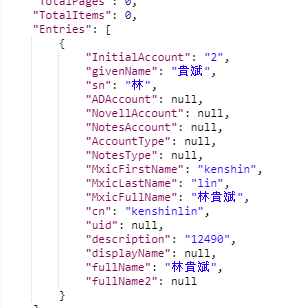 "TotalPages": 0,
"TotalItems": 0,
"Entries": [
{
"InitialAccount": "2",
"givenName": "貴斌",
"sn": "林",
"ADAccount": null,
"NovellAccount": null,
"NotesAccount": null,
"AccountType": null,
"NotesType": null,
"MxicFirstName": "kenshin",
"MxicLastName": "lin",
"MxicFullName": "林貴斌",
"cn": "kenshinlin",
"uid": null,
"description": "12490",
"displayName": null,
"fullName": "林貴斌",
"fullName2": null
}